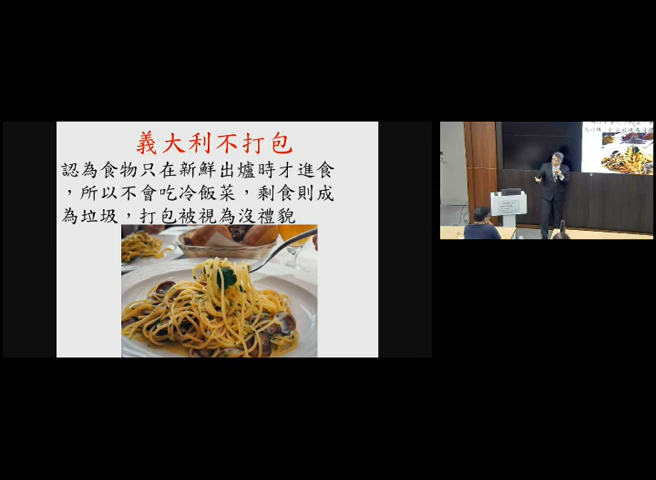 義大利不打包
認為食物只在新鮮出爐時才進食
，所以不會吃冷飯菜，剩食則成
為垃圾，打包被視為沒禮貌